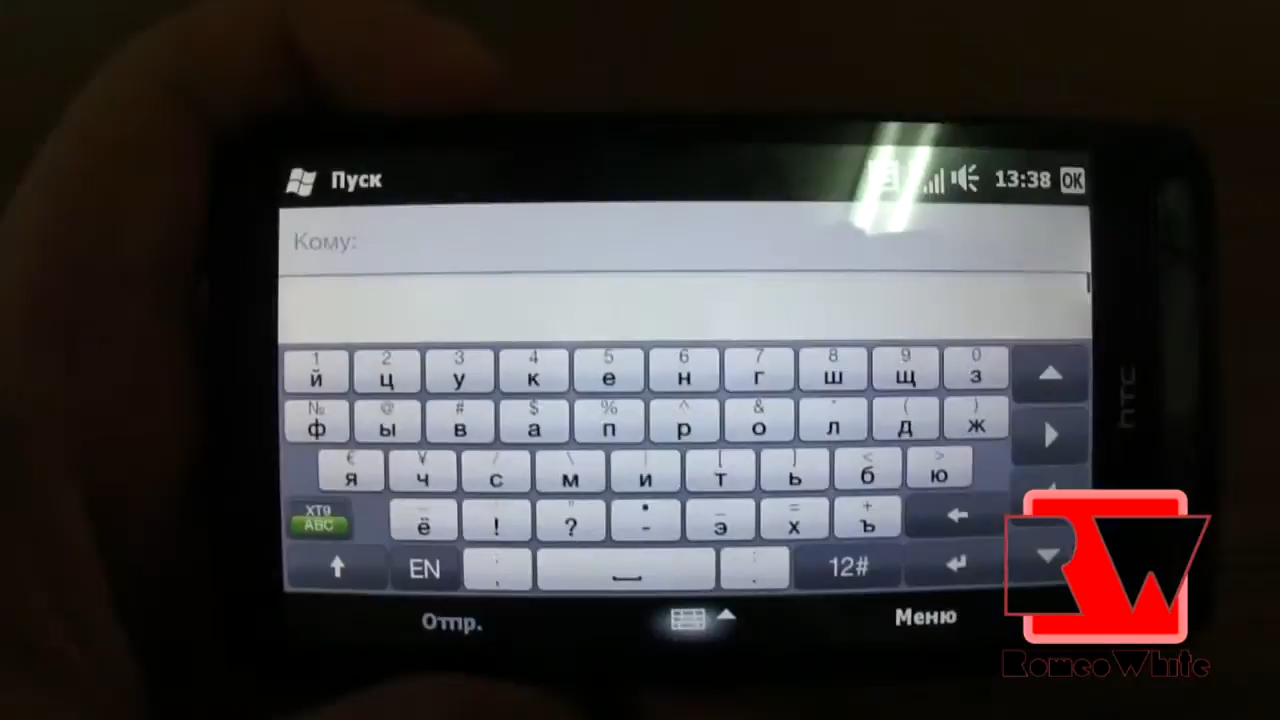 Пуск 13:38 OK
Кому:
1 2 3 4 5 6 7 8 9 0
й ц у к е н г ш щ з
№ @ # $ % ^ & * ( )
ф ы в а п р о л д ж
€ ¥ / \ | [ ] < >
я ч с м и т ь б ю
XT9
ABC
" • _ = +
ё ! ? - э х ъ
EN 12#
Отпр. Меню
hTC
RW
RomeoWhite